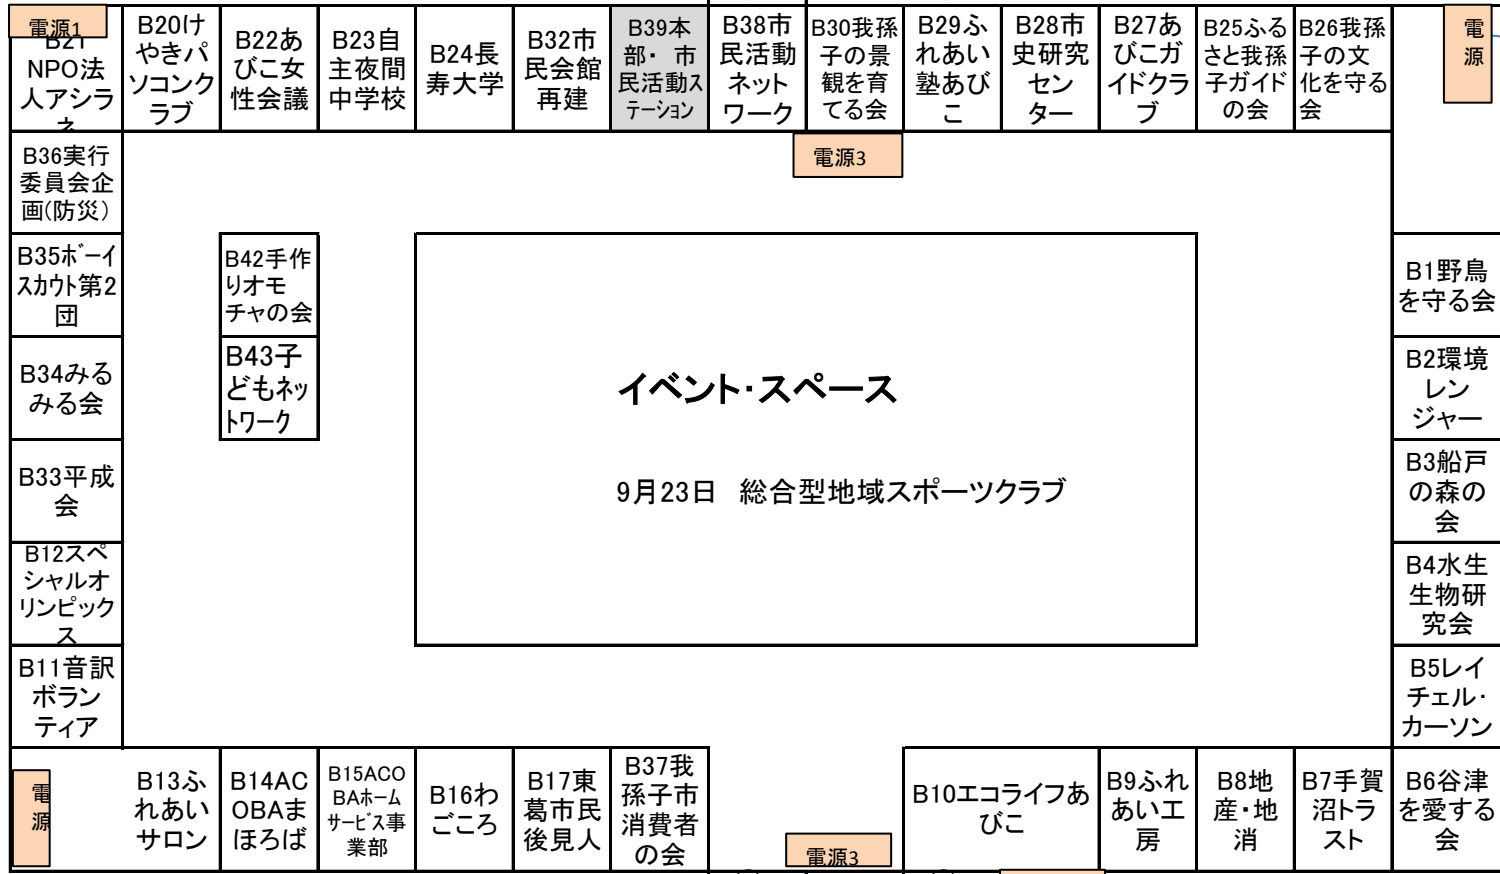 電源1
B21
NPO法
人アシラ
ネ
B20け
やきパ
ソコンク
ラブ
B22あ
びこ女
性会議
B23自
主夜間
中学校
B24長
寿大学
B32市
民会館
再建
B39本
部・ 市
民活動ス
テーション
B38市
民活動
ネット
ワーク
B30我孫
子の景
観を育
てる会
B29ふ
れあい
塾あび
こ
B28市
史研究
セン
ター
B27あ
びこガ
イドクラ
ブ
B25ふる
さと我孫
子ガイド
の会
B26我孫
子の文
化を守る
会
電
源
電源3
B36実行
委員会企
画(防災)
B35ﾎﾞｰｲ
ｽｶｳﾄ第2
団
B34みる
みる会
B33平成
会
B12スペ
シャルオ
リンピック
ス
B11音訳
ボラン
ティア
B42手作
りオモ
チャの会
B43子
どもネッ
トワーク
イベント・スペース
9月23日 総合型地域スポーツクラブ
B1野鳥
を守る会
B2環境
レン
ジャー
B3船戸
の森の
会
B4水生
生物研
究会
B5レイ
チェル・
カーソン
電
源
B13ふ
れあい
サロン
B14AC
OBAま
ほろば
B15ACO
BAﾎｰﾑ
ｻｰﾋﾞｽ事
業部
B16わ
ごころ
B17東
葛市民
後見人
B37我
孫子市
消費者
の会
電源3
B10エコライフあ
びこ
B9ふれ
あい工
房
B8地
産・地
消
B7手賀
沼トラ
スト
B6谷津
を愛する
会